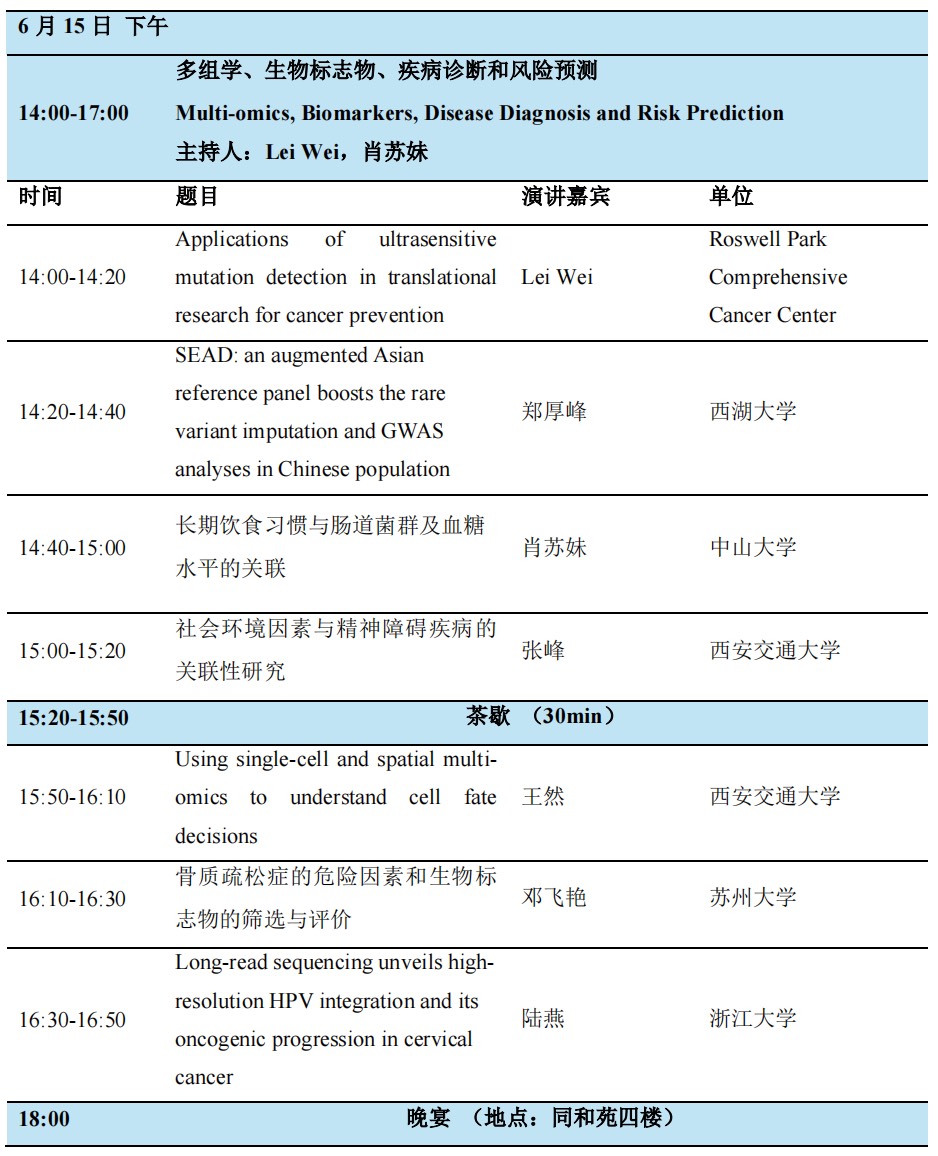 6 月 15 日 下午
多组学、生物标志物、疾病诊断和风险预测
14:00-17:00 Multi-omics, Biomarkers, Disease Diagnosis and Risk Prediction
主持人：Lei Wei，肖苏妹
时间 题目 演讲嘉宾 单位
14:00-14:20
Applications of ultrasensitive
mutation detection in translational
research for cancer prevention
Lei Wei
Roswell Park
Comprehensive
Cancer Center
14:20-14:40
SEAD: an augmented Asian
reference panel boosts the rare
variant imputation and GWAS
analyses in Chinese population
郑厚峰
西湖大学
14:40-15:00
长期饮食习惯与肠道菌群及血糖
水平的关联
肖苏妹
中山大学
15:00-15:20
社会环境因素与精神障碍疾病的
关联性研究
张峰
西安交通大学
15:20-15:50 茶歇 （30min）
15:50-16:10
Using single-cell and spatial multi-
omics to understand cell fate
decisions
王然
西安交通大学
16:10-16:30
骨质疏松症的危险因素和生物标
志物的筛选与评价
邓飞艳
苏州大学
16:30-16:50
Long-read sequencing unveils high-
resolution HPV integration and its
oncogenic progression in cervical
cancer
陆燕
浙江大学
18:00 晚宴 （地点：同和苑四楼）